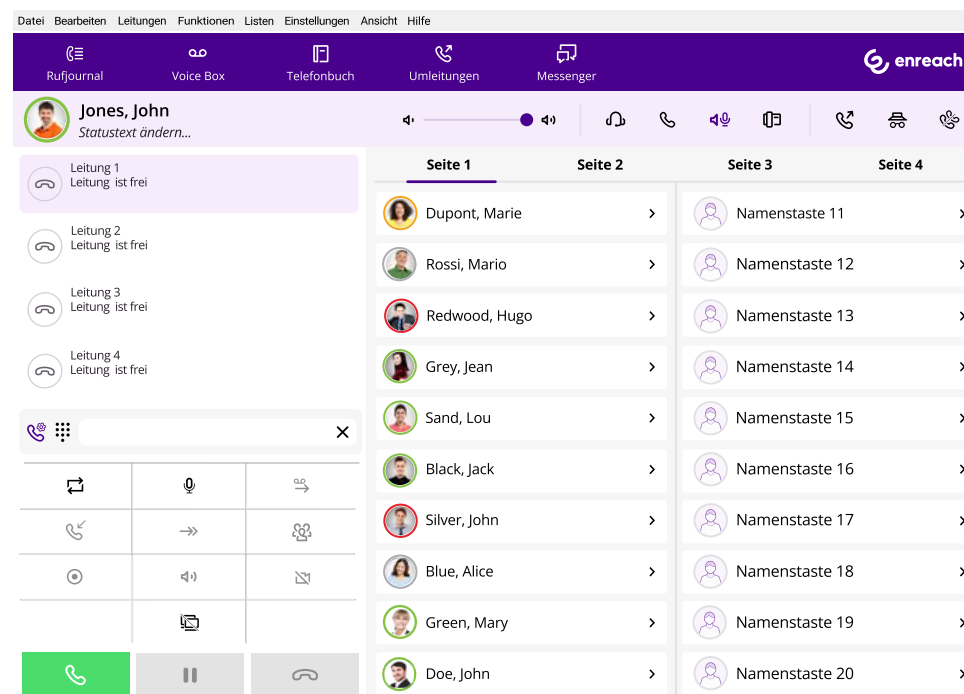 Datei Bearbeiten Leitungen Funktionen Listen Einstellungen Ansicht Hilfe
Rufjournal Voice Box Telefonbuch Umleitungen Messenger enreach
Jones, John
Statustext ändern...
Leitung 1
Leitung ist frei
Leitung 2
Leitung ist frei
Leitung 3
Leitung ist frei
Leitung 4
Leitung ist frei
Seite 1 Seite 2 Seite 3 Seite 4
Dupont, Marie Namenstaste 11
Rossi, Mario Namenstaste 12
Redwood, Hugo Namenstaste 13
Grey, Jean Namenstaste 14
Sand, Lou Namenstaste 15
Black, Jack Namenstaste 16
Silver, John Namenstaste 17
Blue, Alice Namenstaste 18
Green, Mary Namenstaste 19
Doe, John Namenstaste 20